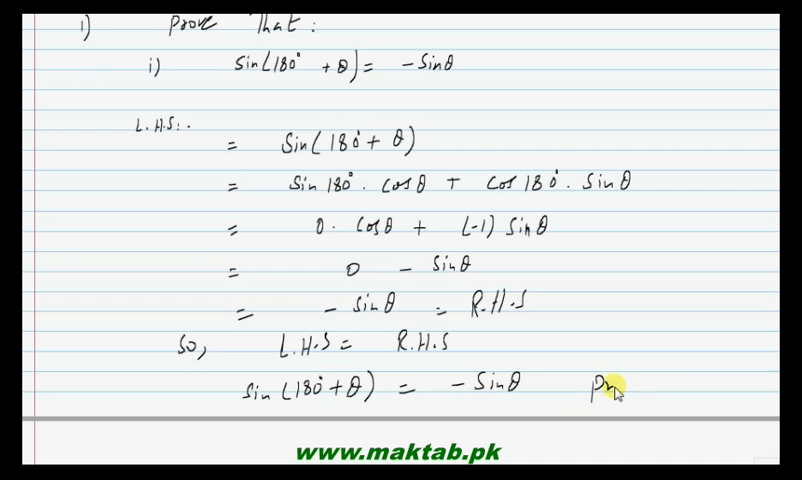 1) Prove That :
i) Sin(180° + θ) = - Sinθ
L.H.S:-
= Sin(180° + θ)
= Sin 180° . Cosθ + Cos 180° . Sinθ
= 0 . Cosθ + (-1) Sinθ
= 0 - Sinθ
= - Sinθ = R.H.S
So, L.H.S = R.H.S
Sin (180° + θ) = - Sinθ Pr
www.maktab.pk